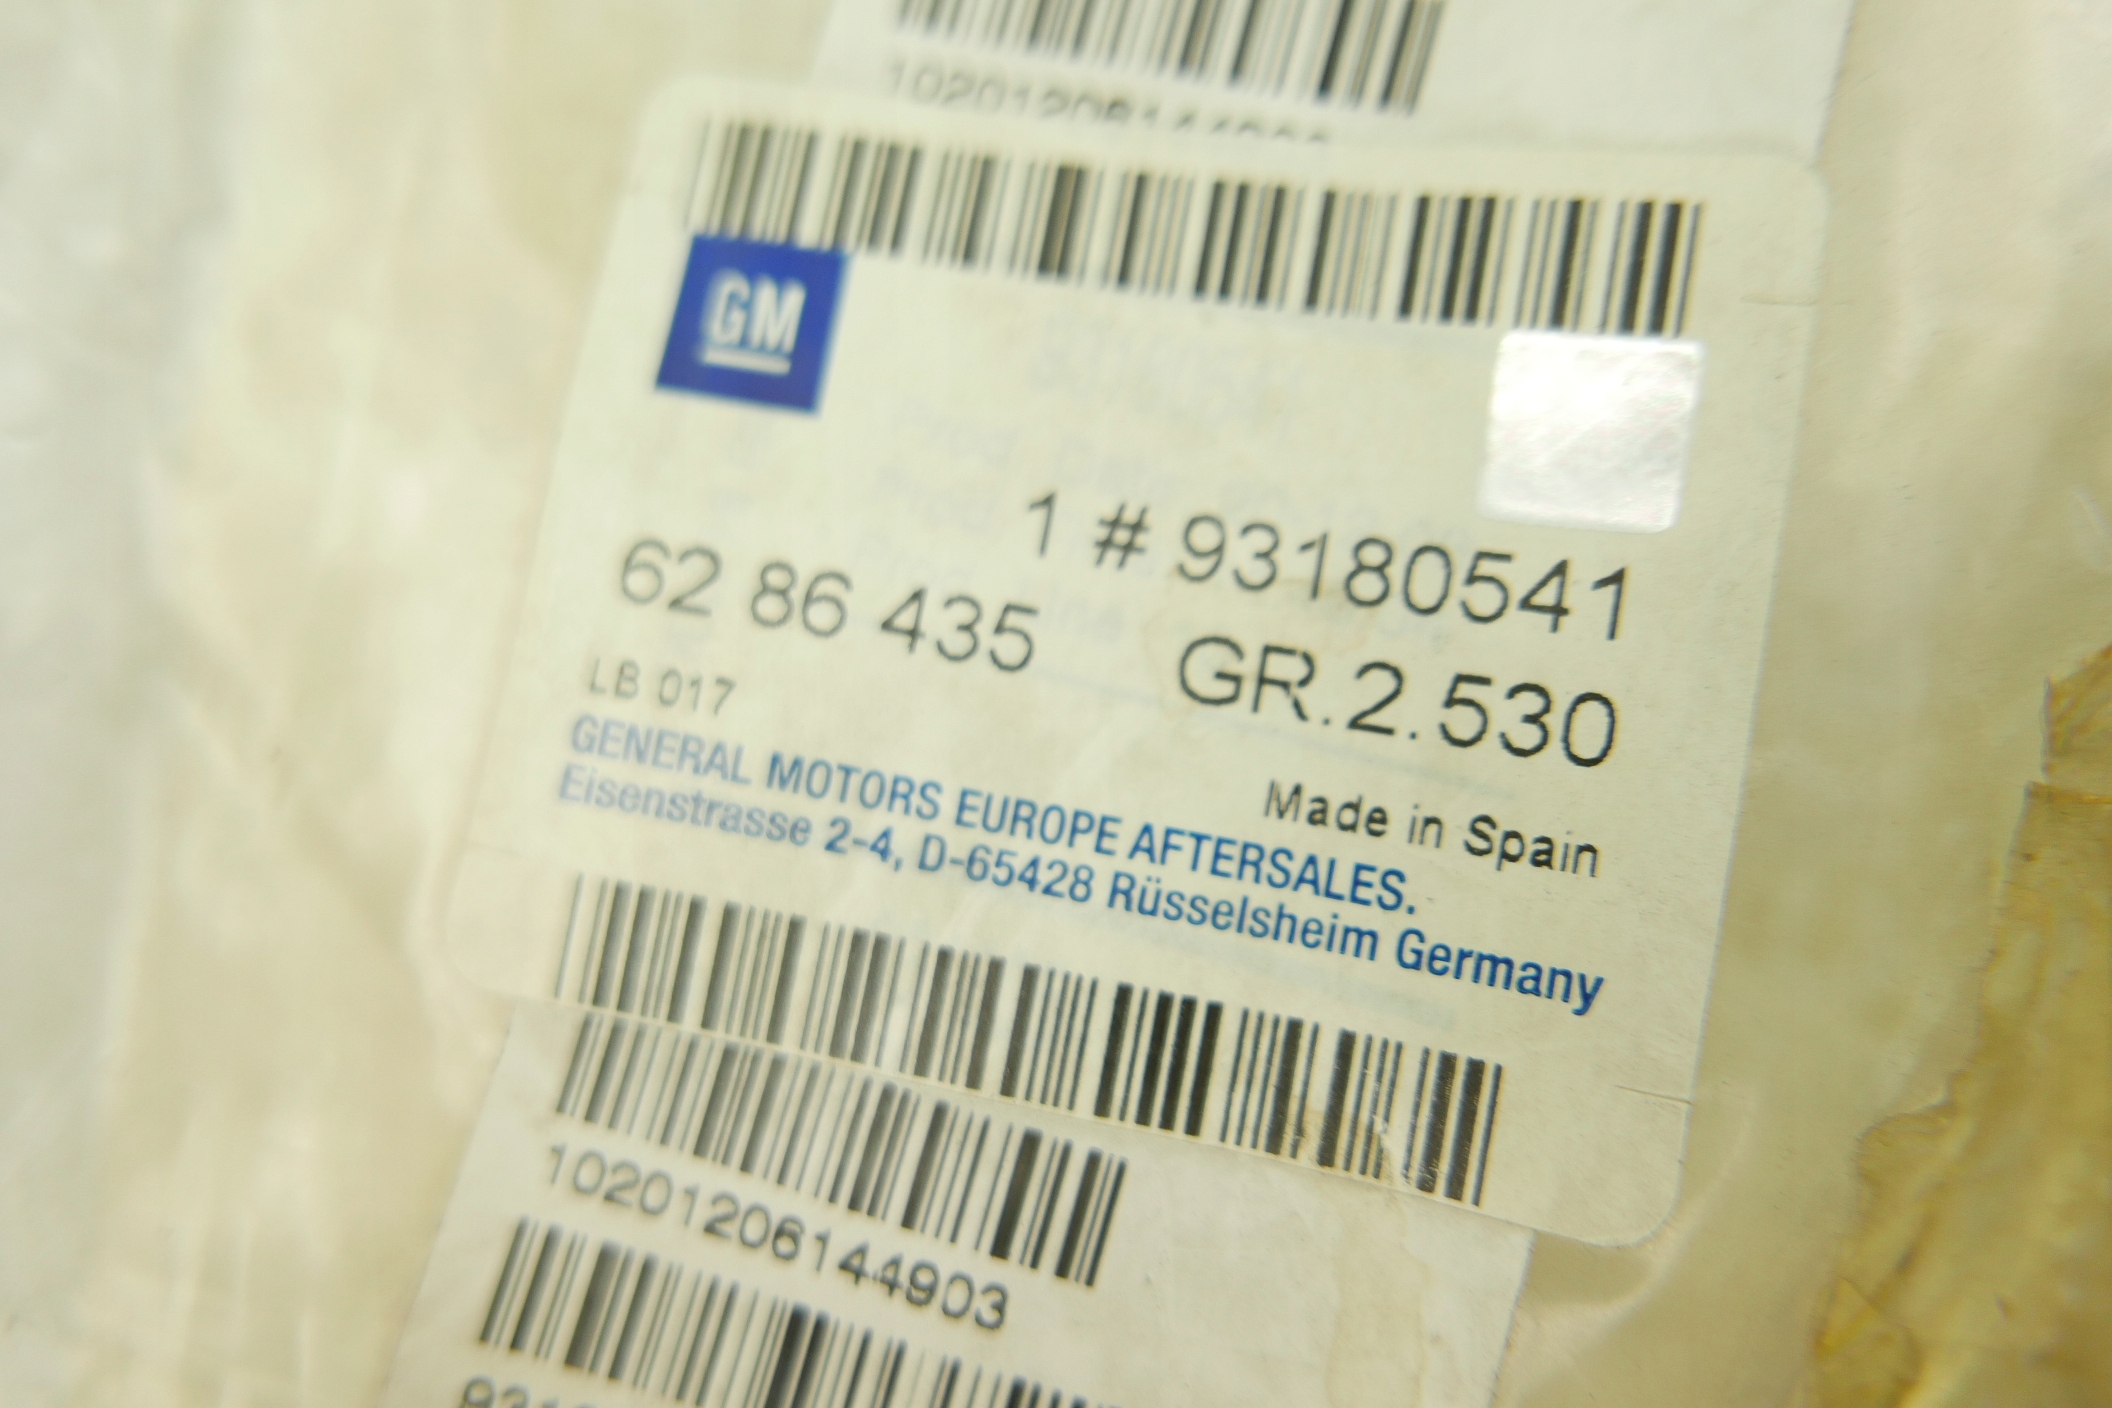 GM
1 # 93180541
62 86 435 GR.2.530
LB 017
Made in Spain
GENERAL MOTORS EUROPE AFTERSALES.
Eisenstrasse 2-4, D-65428 Rüsselsheim Germany
10201206144903